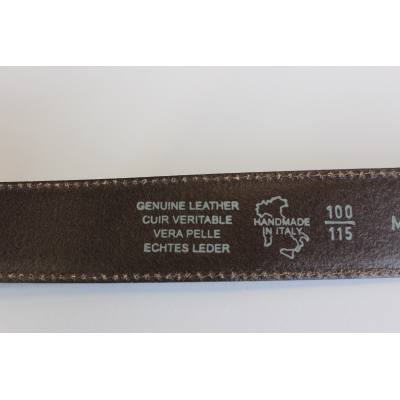 GENUINE LEATHER
CUIR VERITABLE
VERA PELLE
ECHTES LEDER
HANDMADE
IN ITALY
100
115
M